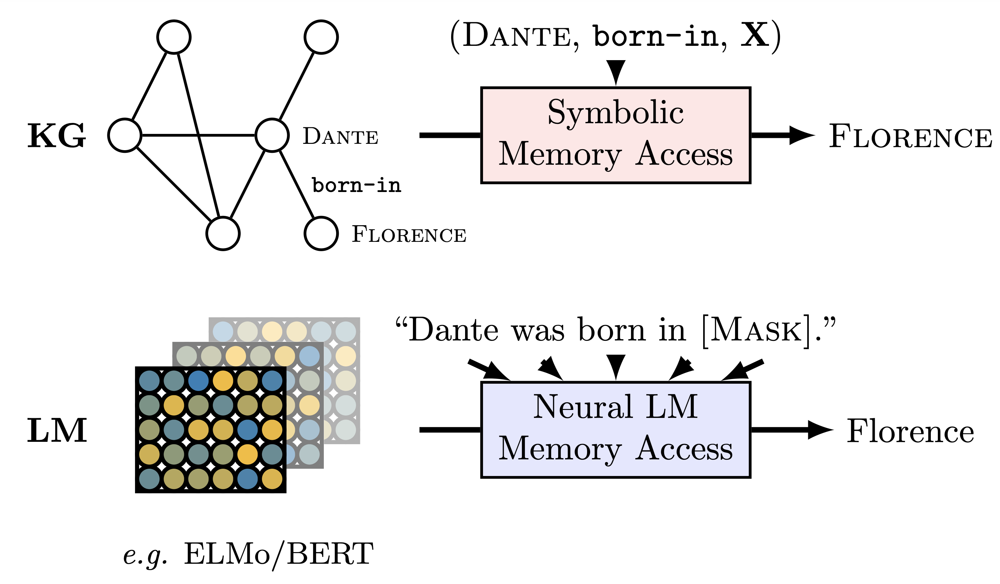 (DANTE, born-in, X)
Symbolic
Memory Access
KG
DANTE
FLORENCE
born-in
FLORENCE
“Dante was born in [MASK].”
Neural LM
Memory Access
LM
Florence
e.g. ELMo/BERT